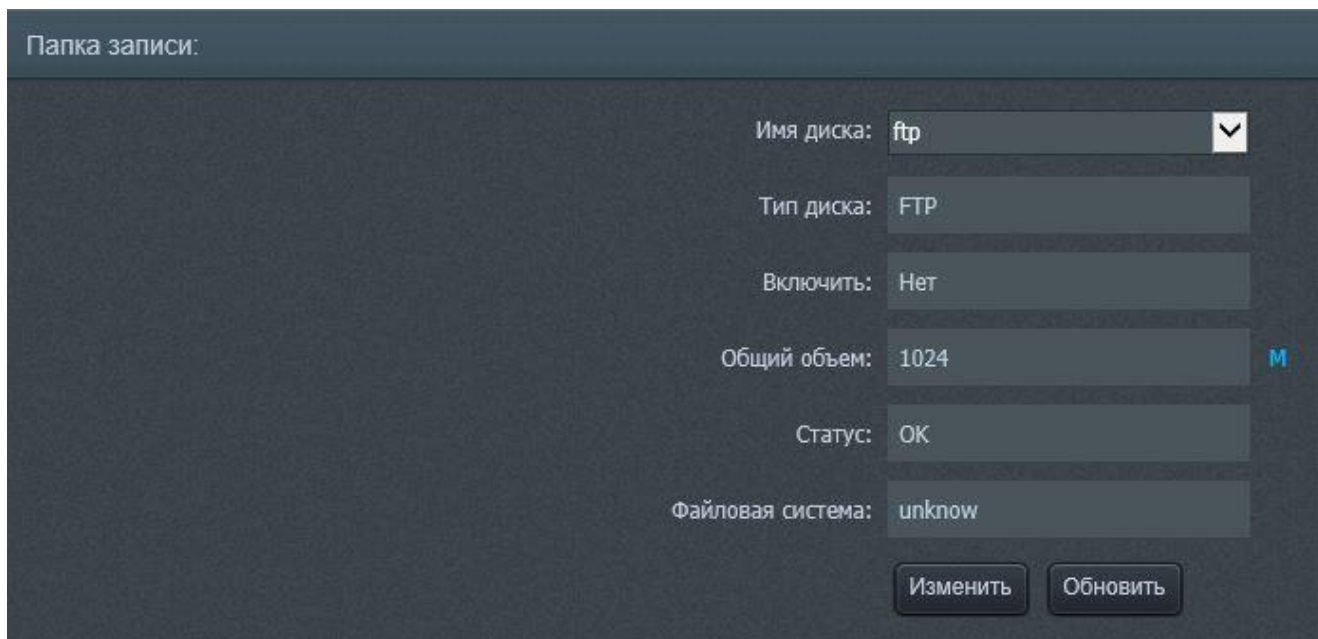 Папка записи:
Имя диска: ftp
Тип диска: FTP
Включить: Нет
Общий объем: 1024 M
Статус: OK
Файловая система: unknow
Изменить Обновить